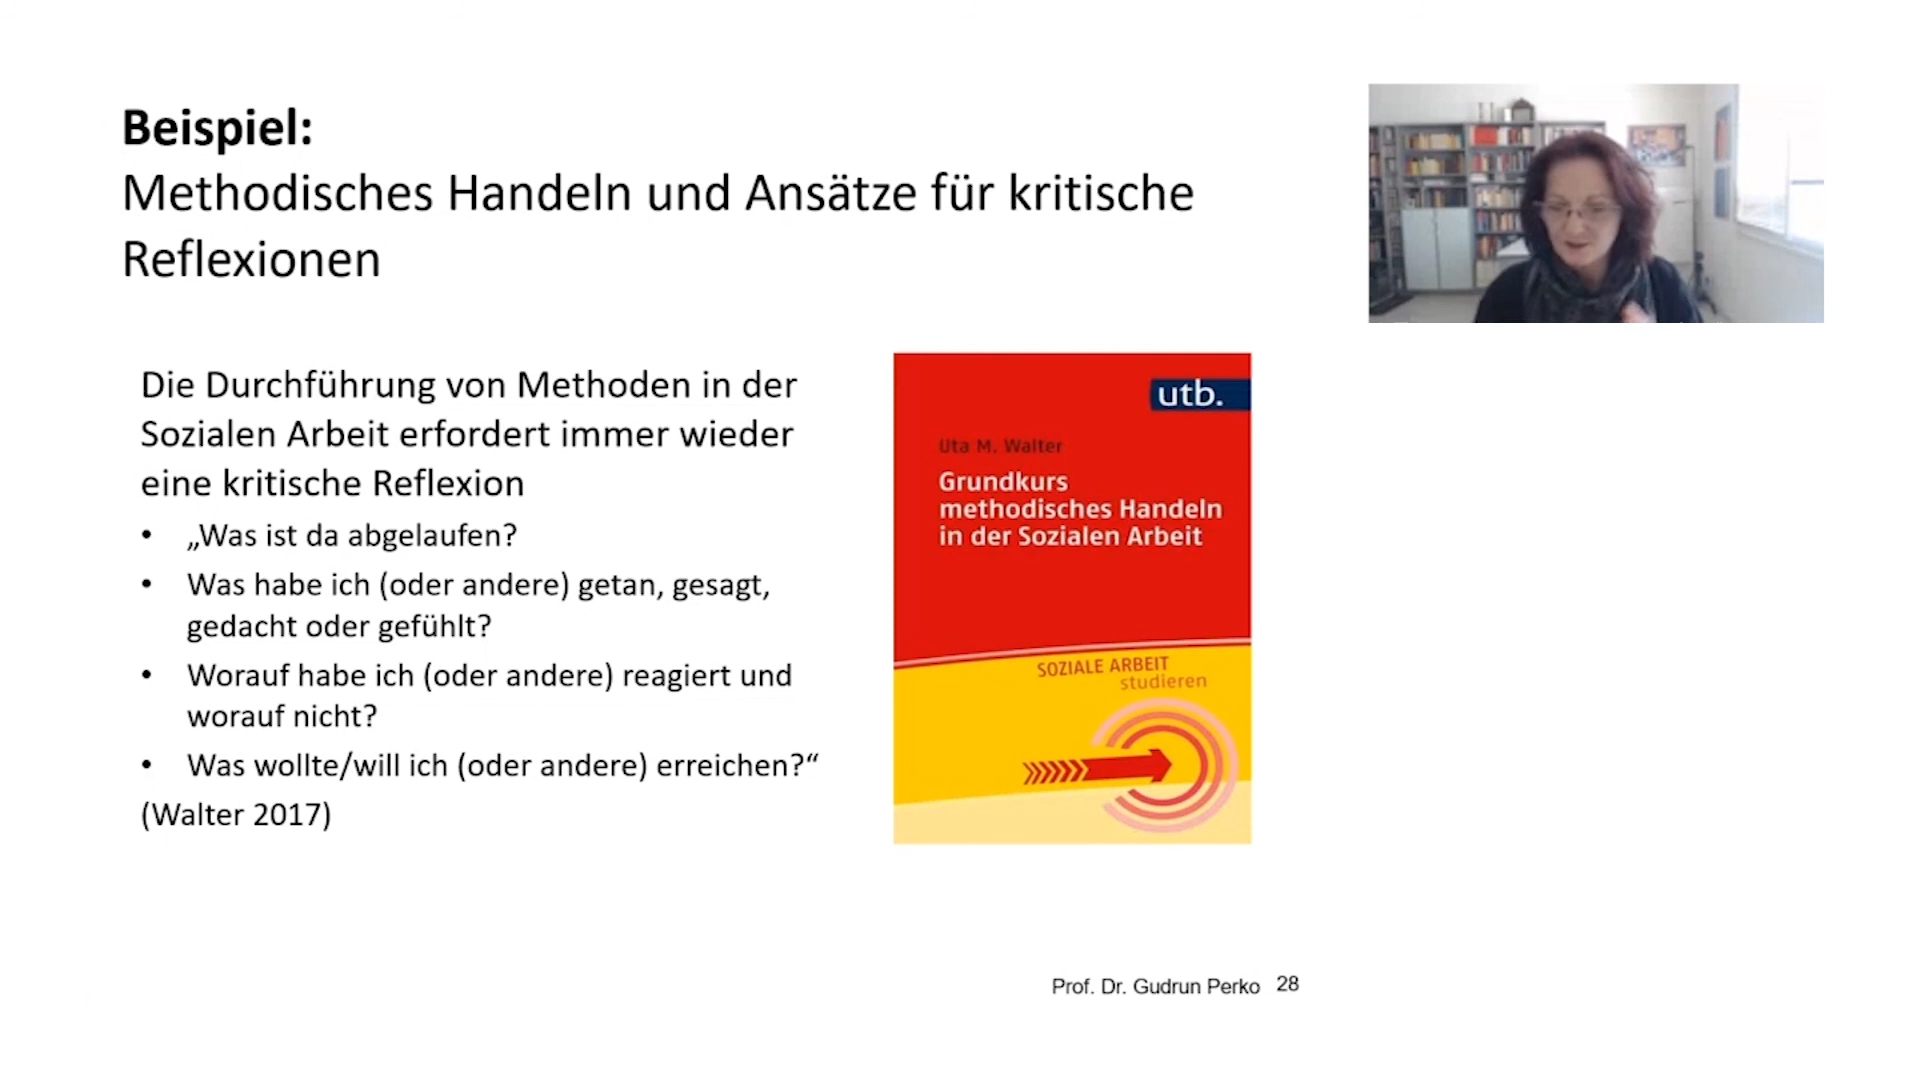 Beispiel:
Methodisches Handeln und Ansätze für kritische
Reflexionen
Die Durchführung von Methoden in der
Sozialen Arbeit erfordert immer wieder
eine kritische Reflexion
• „Was ist da abgelaufen?
• Was habe ich (oder andere) getan, gesagt,
gedacht oder gefühlt?
• Worauf habe ich (oder andere) reagiert und
worauf nicht?
• Was wollte/will ich (oder andere) erreichen?“
(Walter 2017)
utb.
Uta M. Walter
Grundkurs
methodisches Handeln
in der Sozialen Arbeit
SOZIALE ARBEIT
studieren
Prof. Dr. Gudrun Perko 28